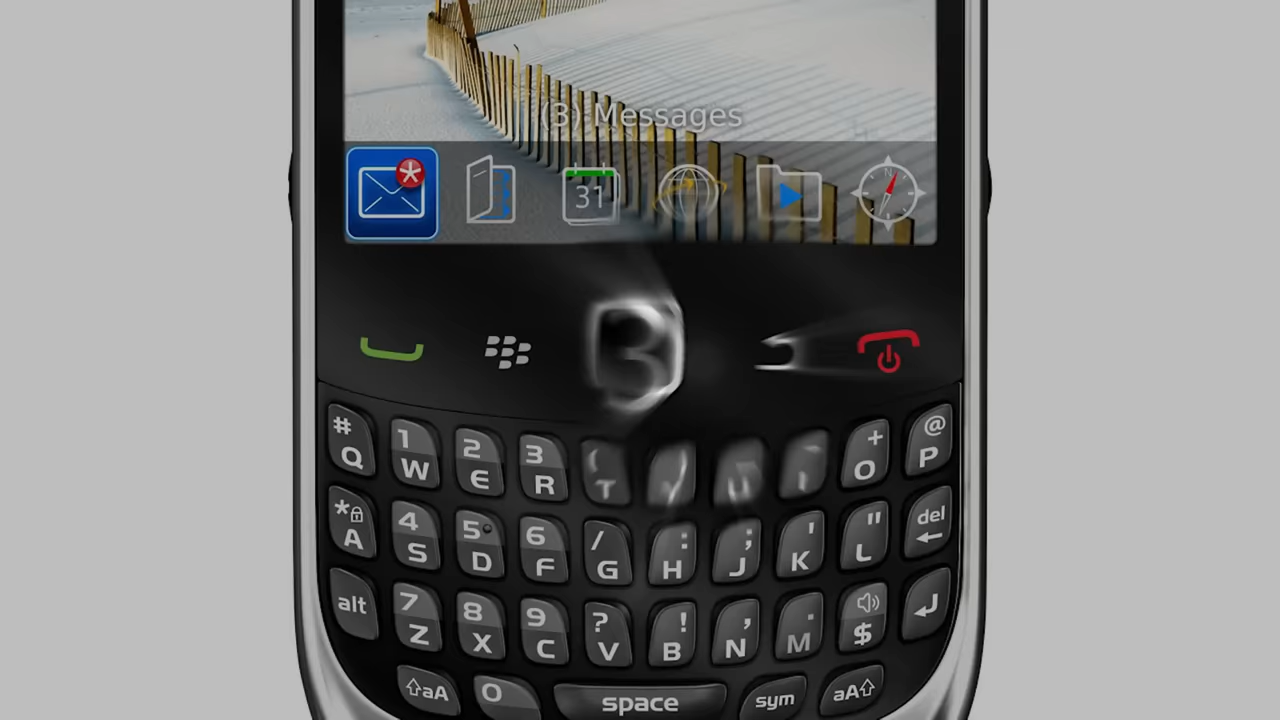 (3) Messages
31
N
# 1 2 3 + @
Q W E R T O P
* 4 5 6 / : ; ' " del
A S D F G H J K L
alt 7 8 9 ? ! , .
Z X C V B N M $
aA 0 space sym aA